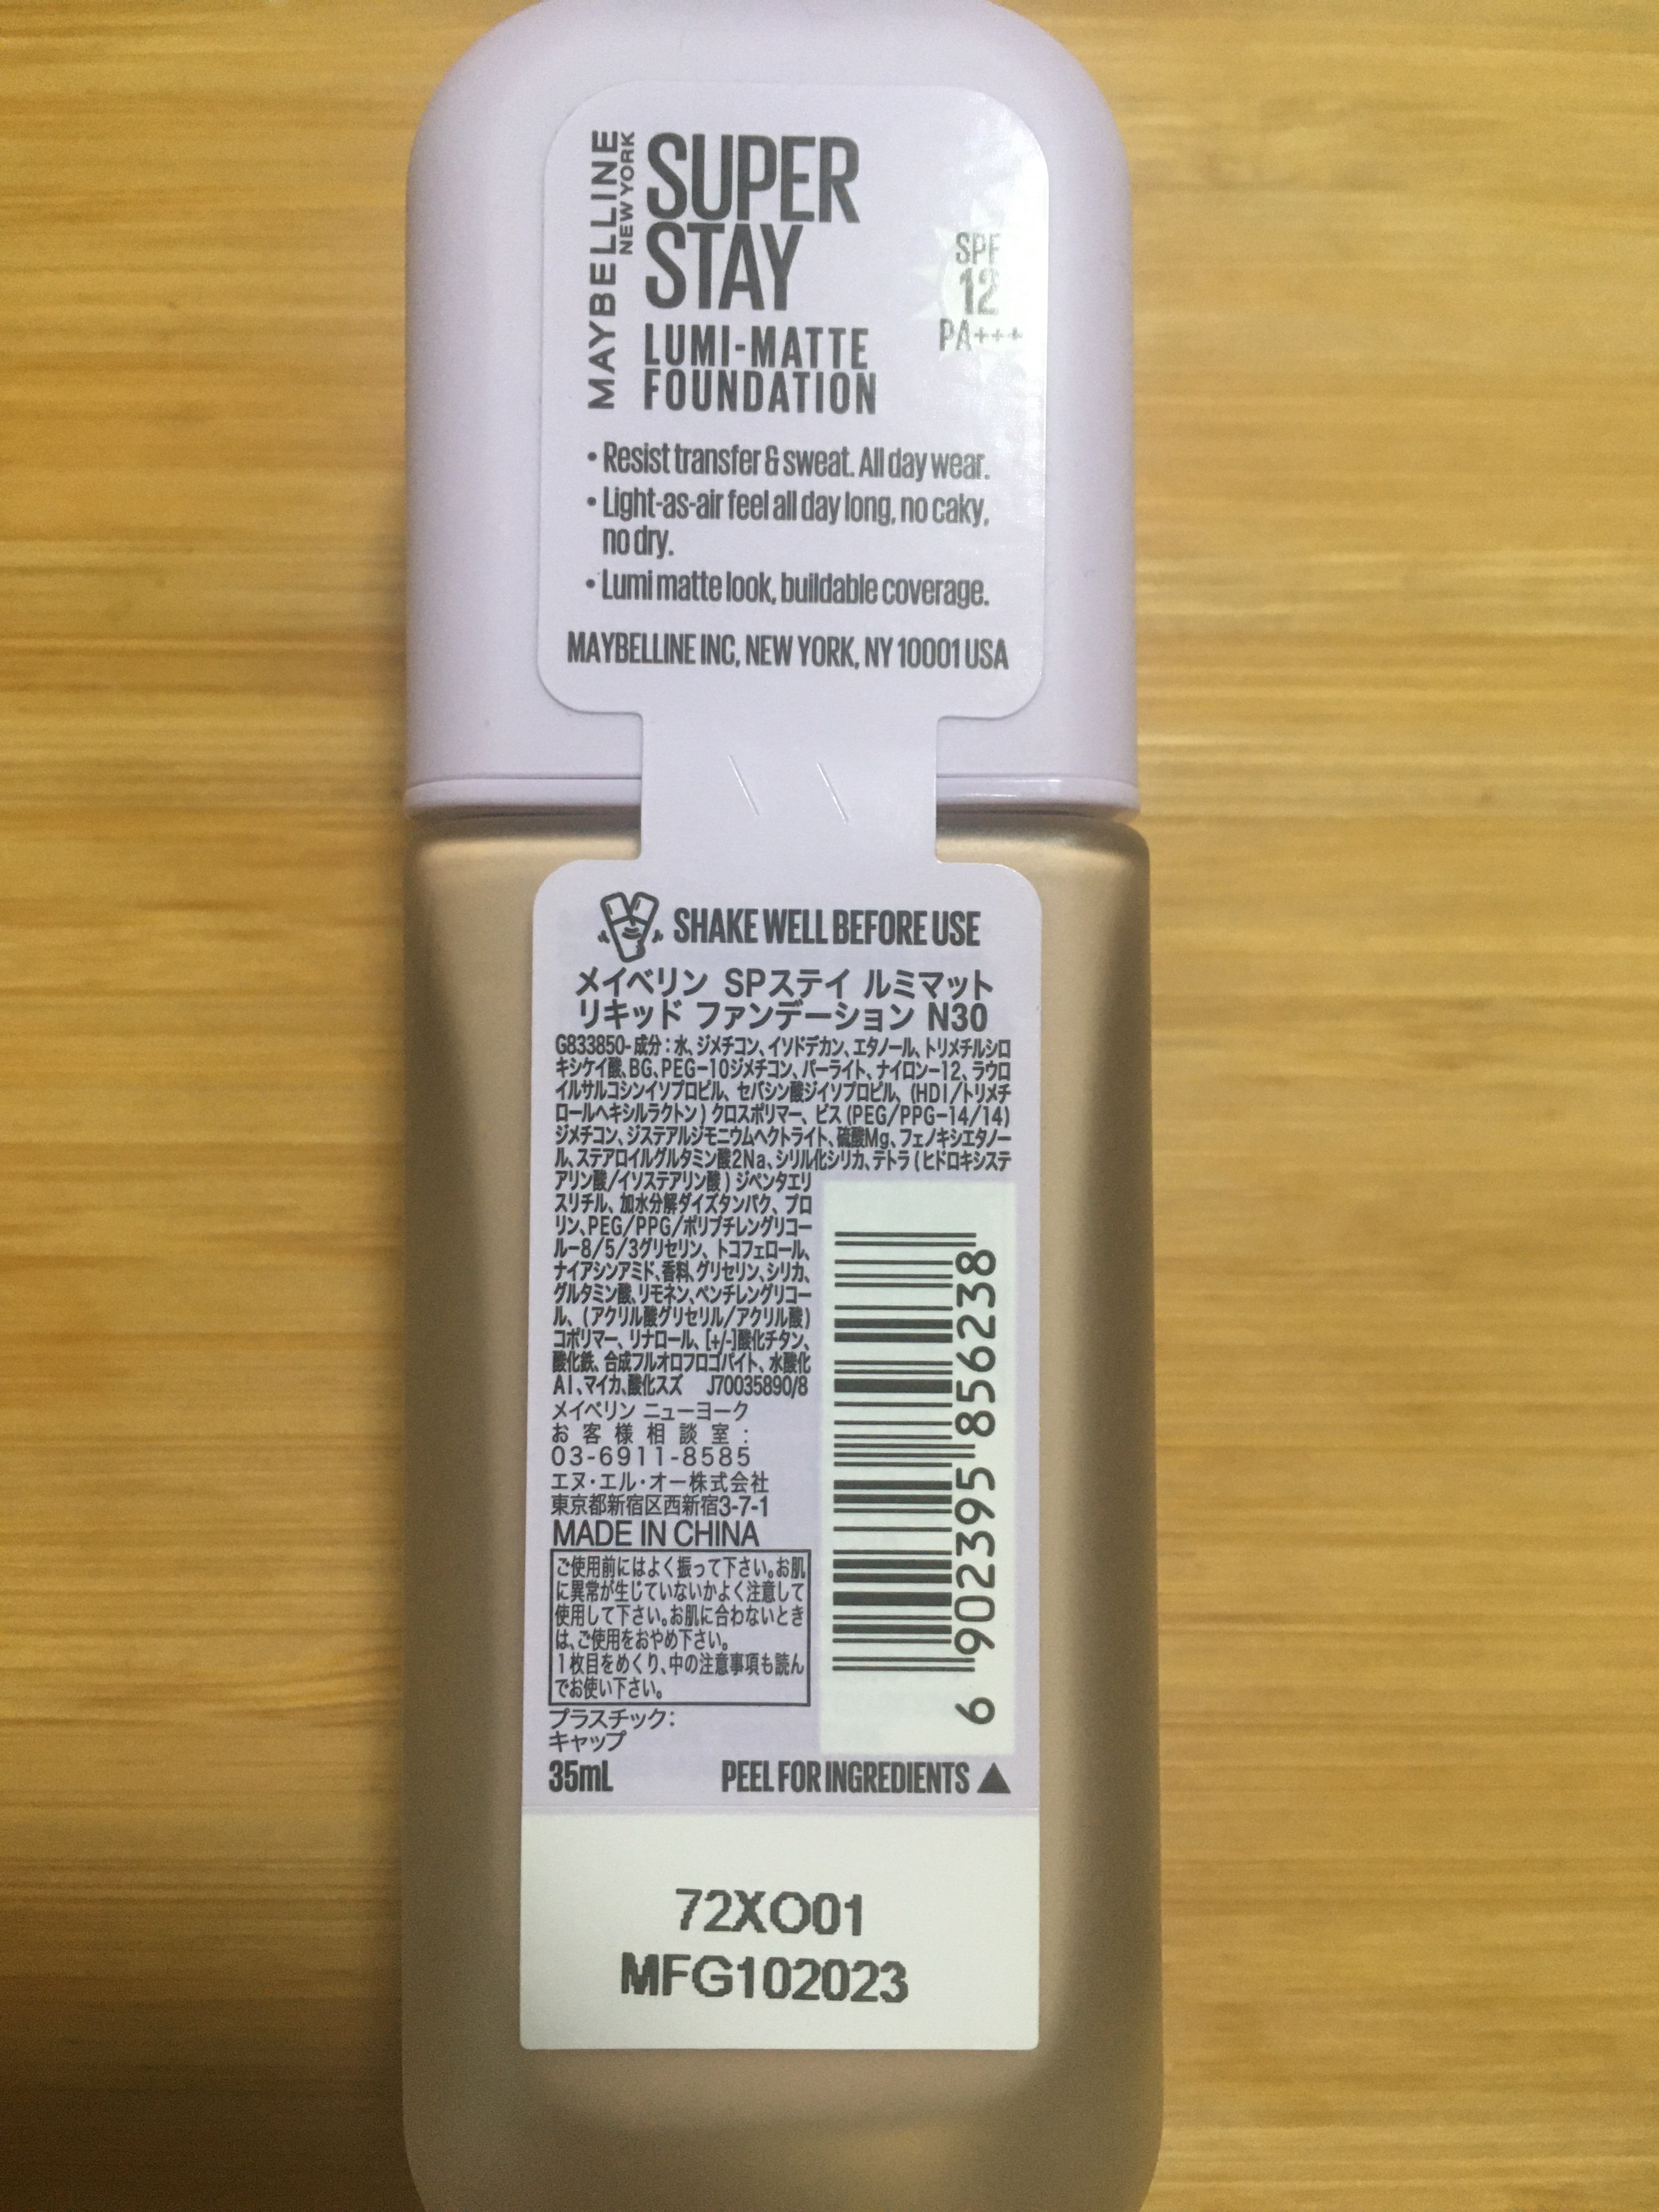 MAYBELLINE
NEW YORK
SUPER
STAY
LUMI-MATTE
FOUNDATION
SPF
12
PA+++
• Resist transfer & sweat. All day wear.
• Light-as-air feel all day long, no caky,
no dry.
• Lumi matte look, buildable coverage.
MAYBELLINE INC, NEW YORK, NY 10001 USA
SHAKE WELL BEFORE USE
メイベリン SPステイ ルミマット
リキッド ファンデーション N30
G833850-成分：水、ジメチコン、イソドデカン、エタノール、トリメチルシロ
キシケイ酸、BG、PEG-10ジメチコン、パーライト、ナイロン-12、ラウロ
イルサルコシンイソプロピル、セバシン酸ジイソプロピル、(HDI/トリメチ
ロールヘキシルラクトン) クロスポリマー、ビス (PEG/PPG-14/14)
ジメチコン、ジステアルジモニウムヘクトライト、硫酸Mg、フェノキシエタノー
ル、ステアロイルグルタミン酸2Na、シリル化シリカ、テトラ (ヒドロキシステ
アリン酸/イソステアリン酸) ジペンタエリ
スリチル、加水分解ダイズタンパク、プロ
リン、PEG/PPG/ポリブチレングリコー
ル-8/5/3グリセリン、トコフェロール、
ナイアシンアミド、香料、グリセリン、シリカ、
グルタミン酸、リモネン、ペンチレングリコー
ル、(アクリル酸グリセリル/アクリル酸)
コポリマー、リナロール、[+/-]酸化チタン、
酸化鉄、合成フルオロフロゴパイト、水酸化
Al、マイカ、酸化スズ J70035890/8
メイベリン ニューヨーク
お客様相談室：
03-6911-8585
エヌ・エル・オー株式会社
東京都新宿区西新宿3-7-1
MADE IN CHINA
ご使用前にはよく振って下さい。お肌
に異常が生じていないかよく注意して
使用して下さい。お肌に合わないとき
は、ご使用をおやめ下さい。
1枚目をめくり、中の注意事項も読ん
でお使い下さい。
プラスチック：
キャップ
6 902395 856238
35mL
PEEL FOR INGREDIENTS ▲
72XO01
MFG102023